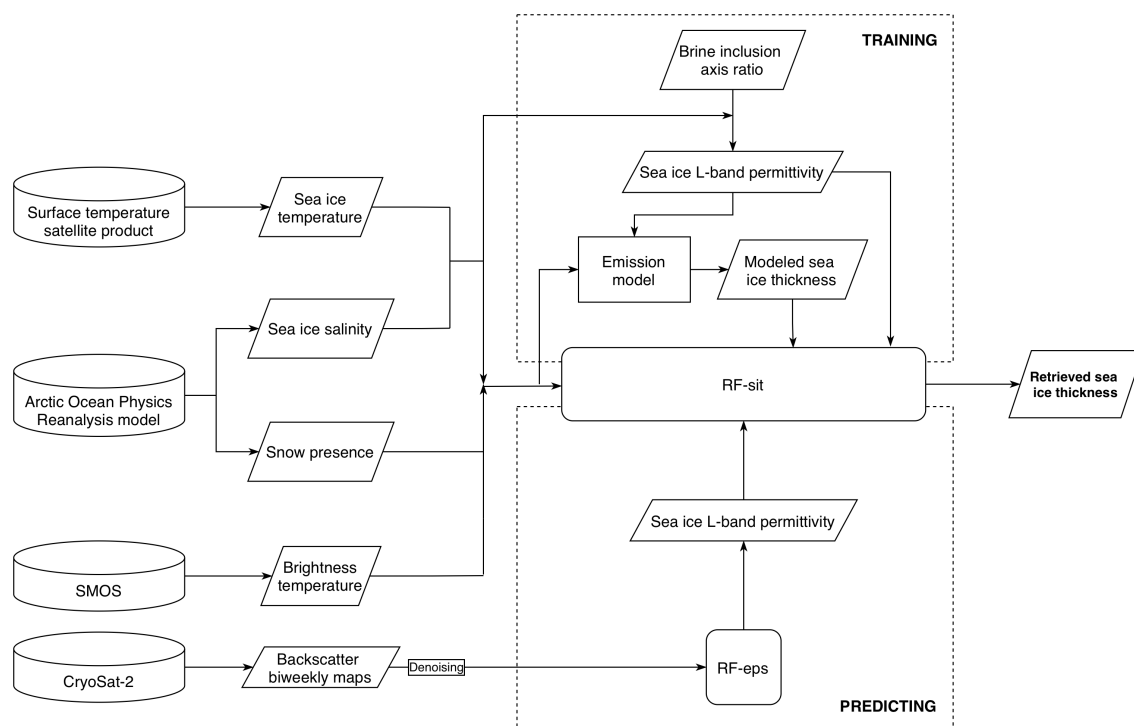 TRAINING
Brine inclusion
axis ratio
Sea ice L-band permittivity
Surface temperature
satellite product
Sea ice
temperature
Emission
model
Modeled sea
ice thickness
Sea ice salinity
Arctic Ocean Physics
Reanalysis model
RF-sit
Retrieved sea
ice thickness
Snow presence
Sea ice L-band permittivity
SMOS
Brightness
temperature
CryoSat-2
Backscatter
biweekly maps
Denoising
RF-eps
PREDICTING